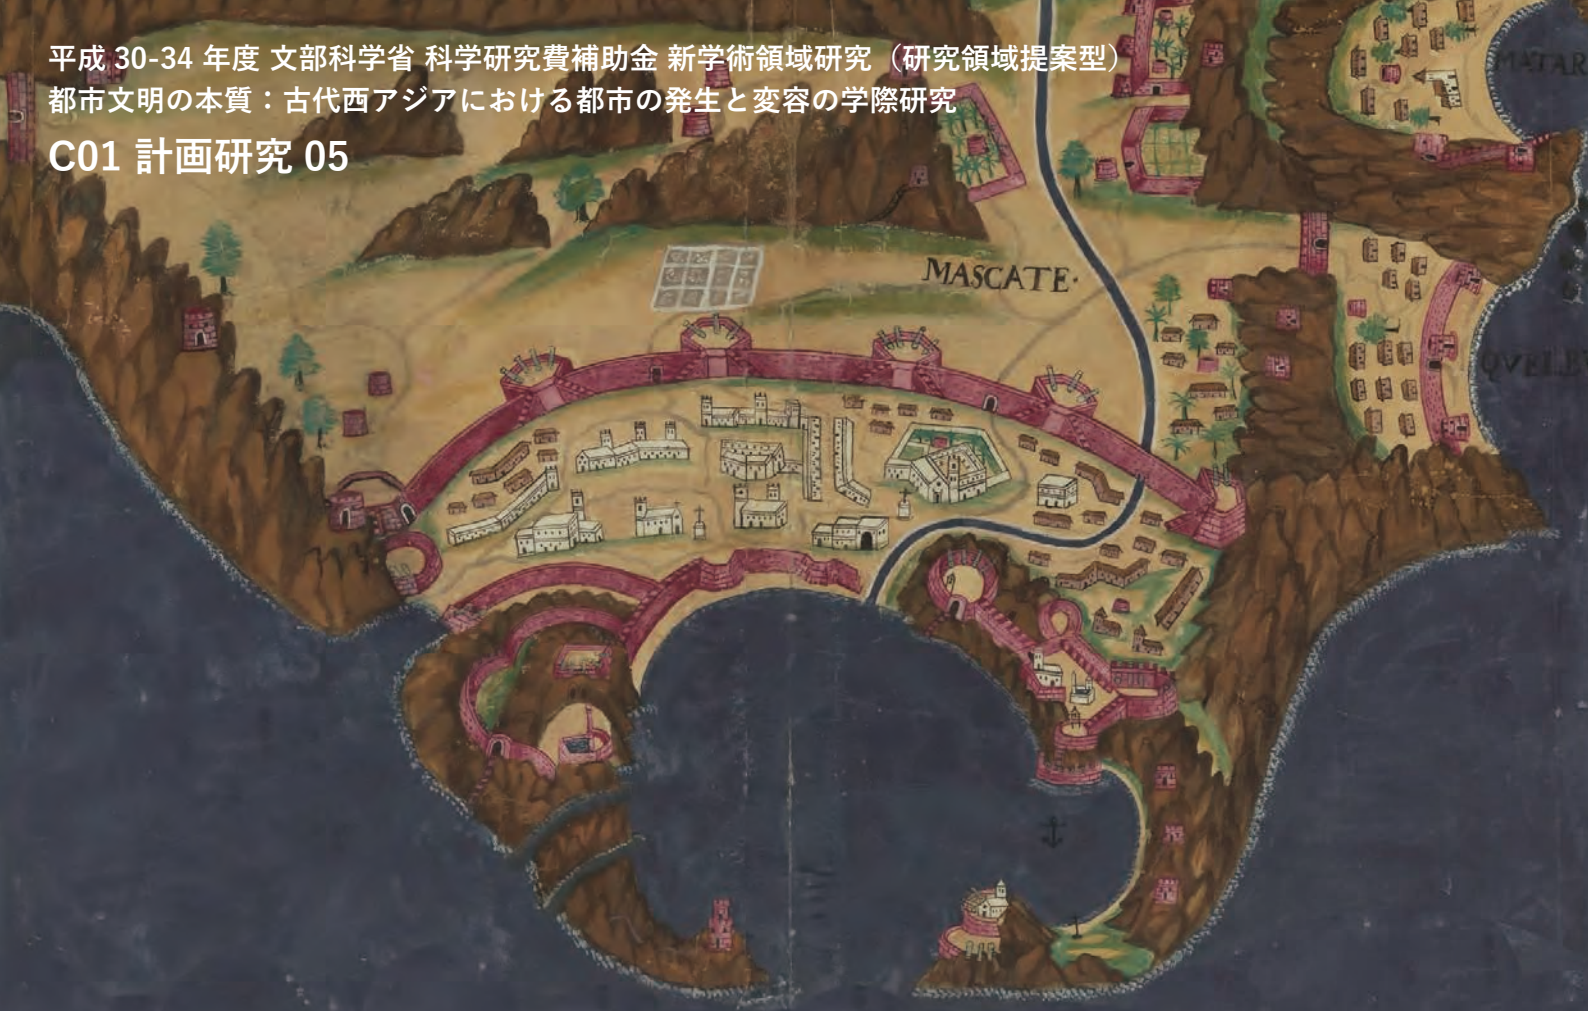 平成 30-34 年度 文部科学省 科学研究費補助金 新学術領域研究（研究領域提案型）
都市文明の本質：古代西アジアにおける都市の発生と変容の学際研究
C01 計画研究 05
MATAR
MASCATE·
QVELE